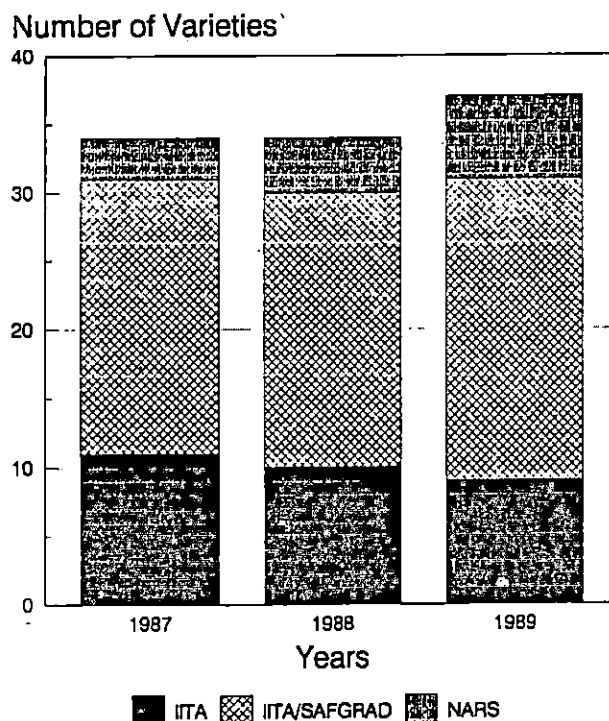 Number of Varieties
40
30
20
10
0
1987 1988 1989
Years
IITA IITA/SAFGRAD NARS